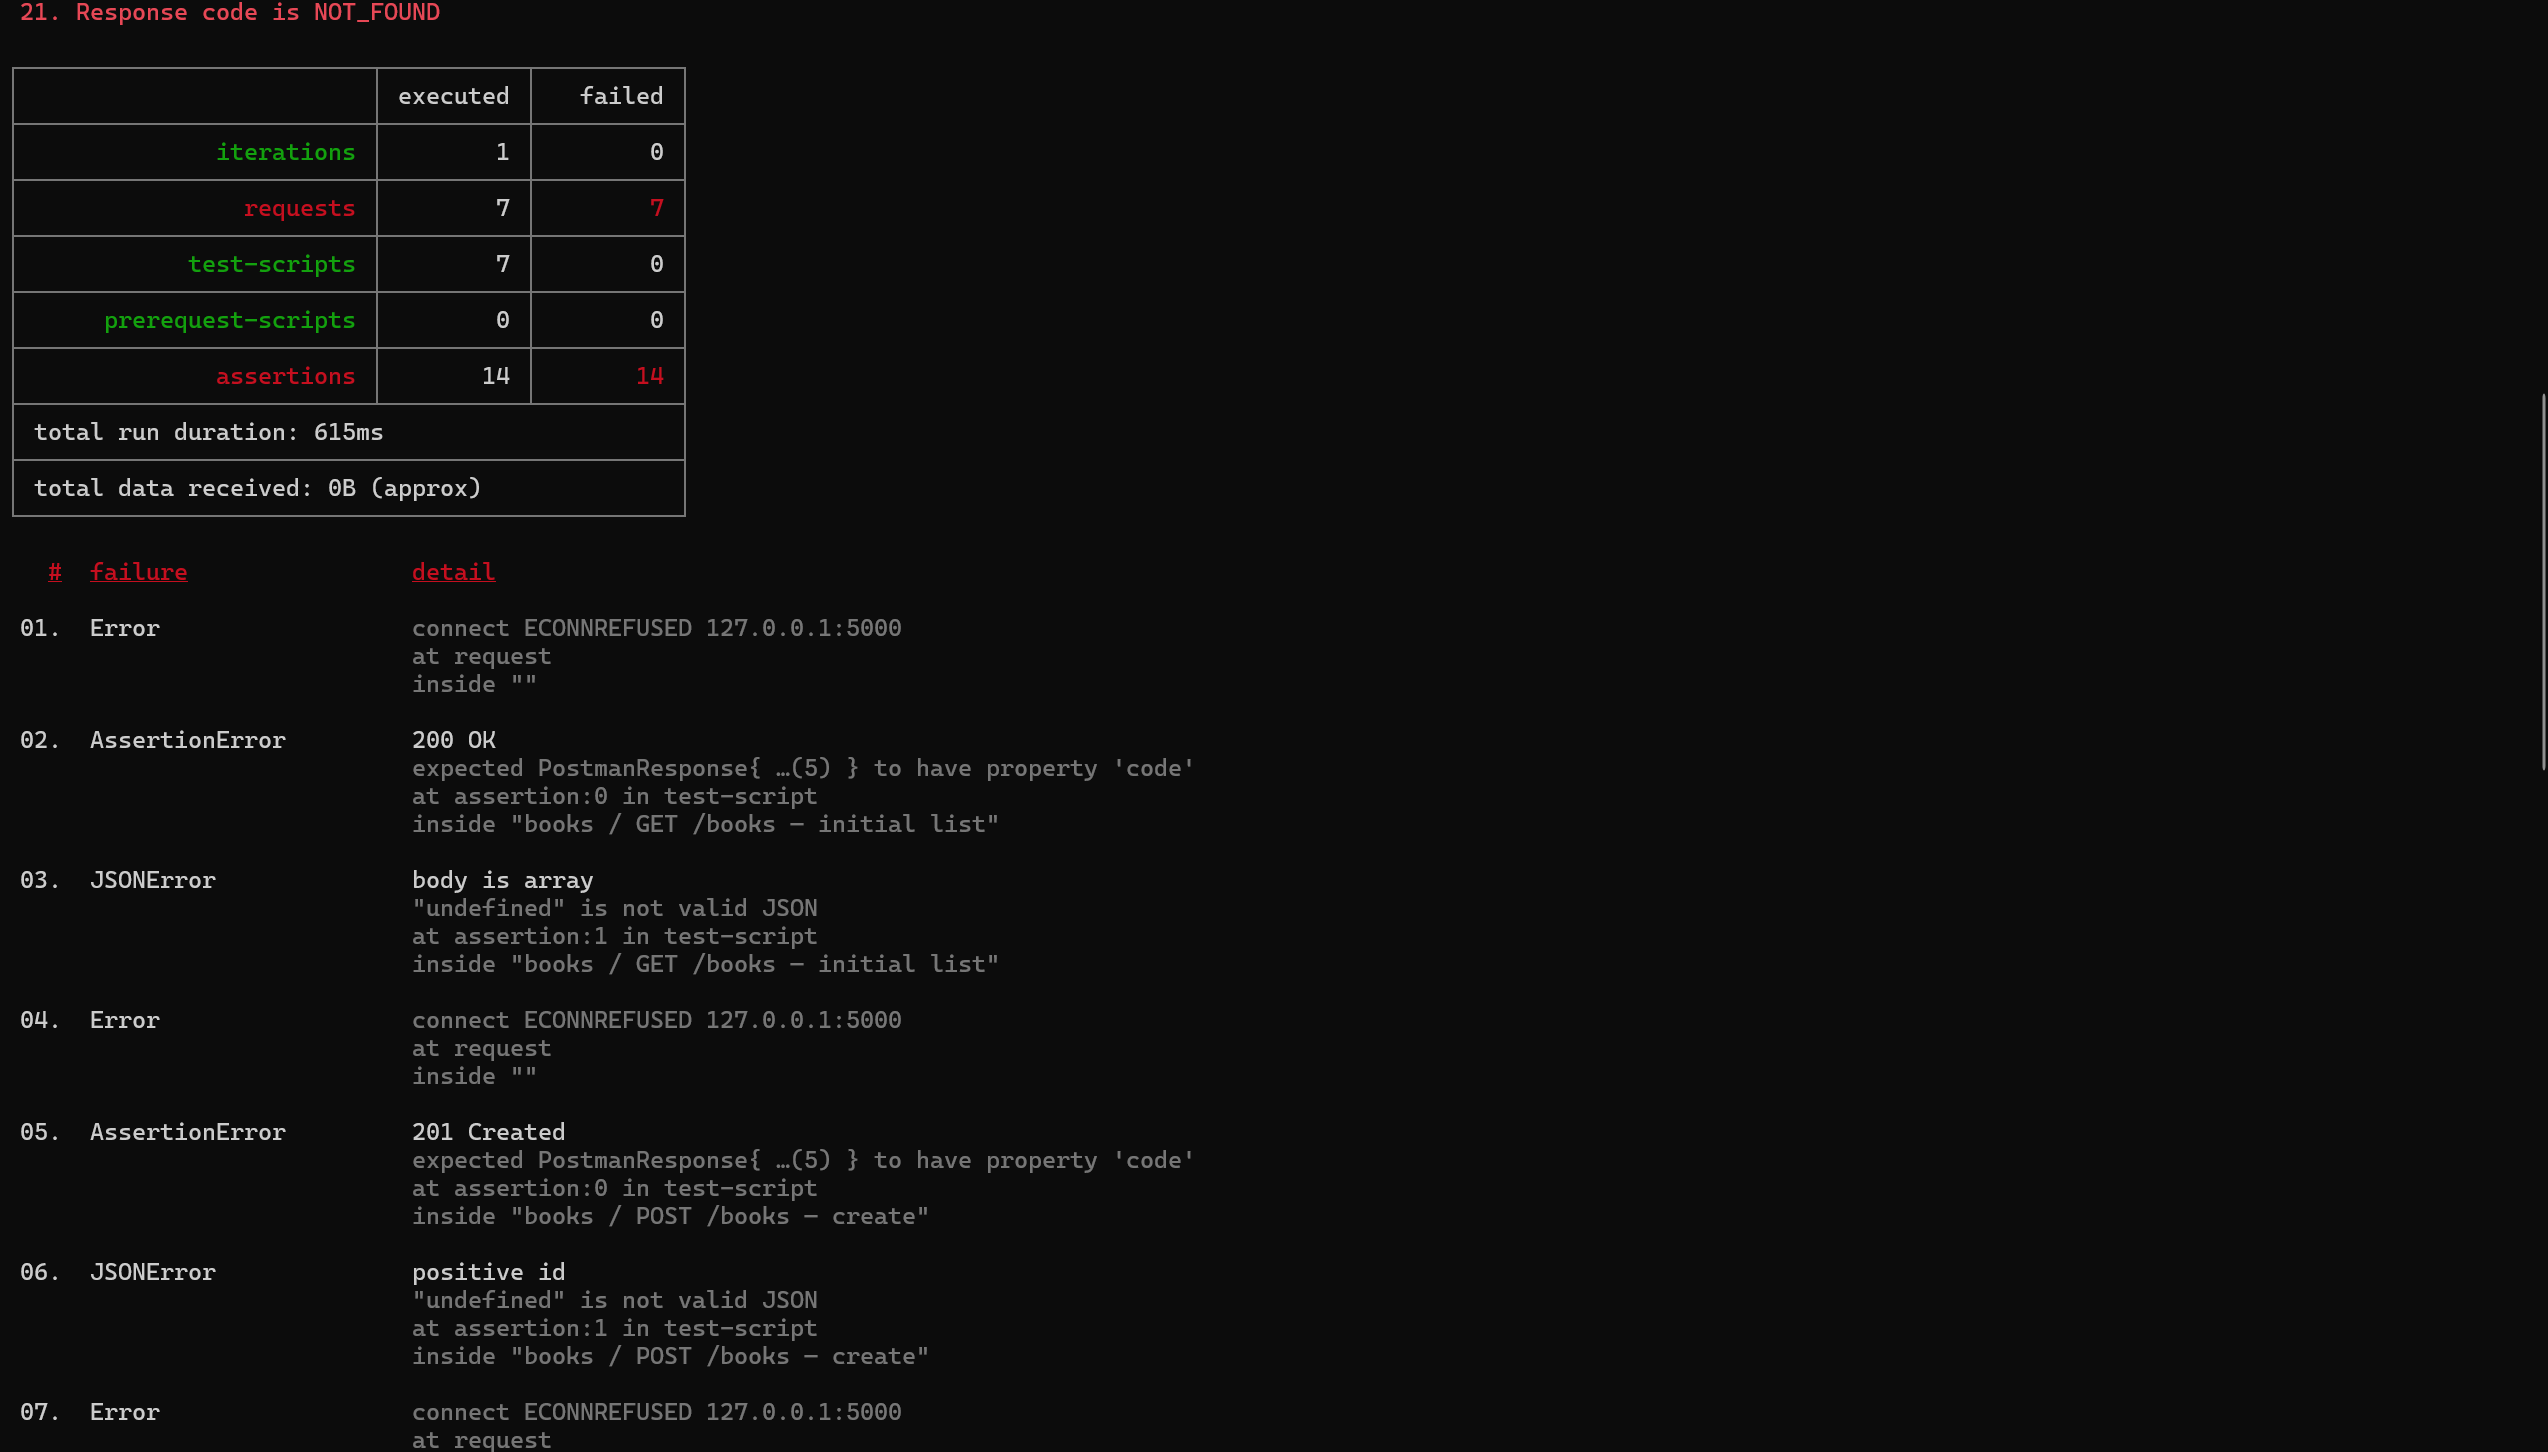 21. Response code is NOT_FOUND
executed failed
iterations 1 0
requests 7 7
test-scripts 7 0
prerequest-scripts 0 0
assertions 14 14
total run duration: 615ms
total data received: 0B (approx)
# failure detail
01. Error connect ECONNREFUSED 127.0.0.1:5000
at request
inside ""
02. AssertionError 200 OK
expected PostmanResponse{ …(5) } to have property 'code'
at assertion:0 in test-script
inside "books / GET /books – initial list"
03. JSONError body is array
"undefined" is not valid JSON
at assertion:1 in test-script
inside "books / GET /books – initial list"
04. Error connect ECONNREFUSED 127.0.0.1:5000
at request
inside ""
05. AssertionError 201 Created
expected PostmanResponse{ …(5) } to have property 'code'
at assertion:0 in test-script
inside "books / POST /books – create"
06. JSONError positive id
"undefined" is not valid JSON
at assertion:1 in test-script
inside "books / POST /books – create"
07. Error connect ECONNREFUSED 127.0.0.1:5000
at request